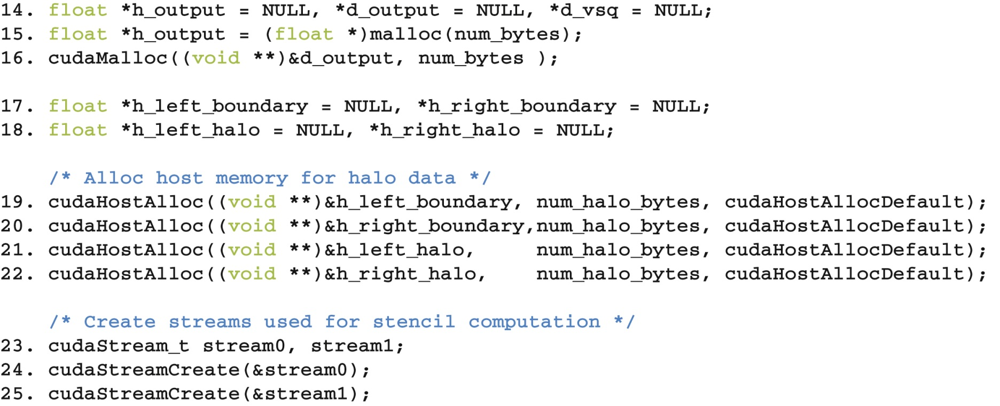 14. float *h_output = NULL, *d_output = NULL, *d_vsq = NULL;
15. float *h_output = (float *)malloc(num_bytes);
16. cudaMalloc((void **)&d_output, num_bytes );
17. float *h_left_boundary = NULL, *h_right_boundary = NULL;
18. float *h_left_halo = NULL, *h_right_halo = NULL;
/* Alloc host memory for halo data */
19. cudaHostAlloc((void **)&h_left_boundary, num_halo_bytes, cudaHostAllocDefault);
20. cudaHostAlloc((void **)&h_right_boundary,num_halo_bytes, cudaHostAllocDefault);
21. cudaHostAlloc((void **)&h_left_halo,     num_halo_bytes, cudaHostAllocDefault);
22. cudaHostAlloc((void **)&h_right_halo,    num_halo_bytes, cudaHostAllocDefault);
/* Create streams used for stencil computation */
23. cudaStream_t stream0, stream1;
24. cudaStreamCreate(&stream0);
25. cudaStreamCreate(&stream1);